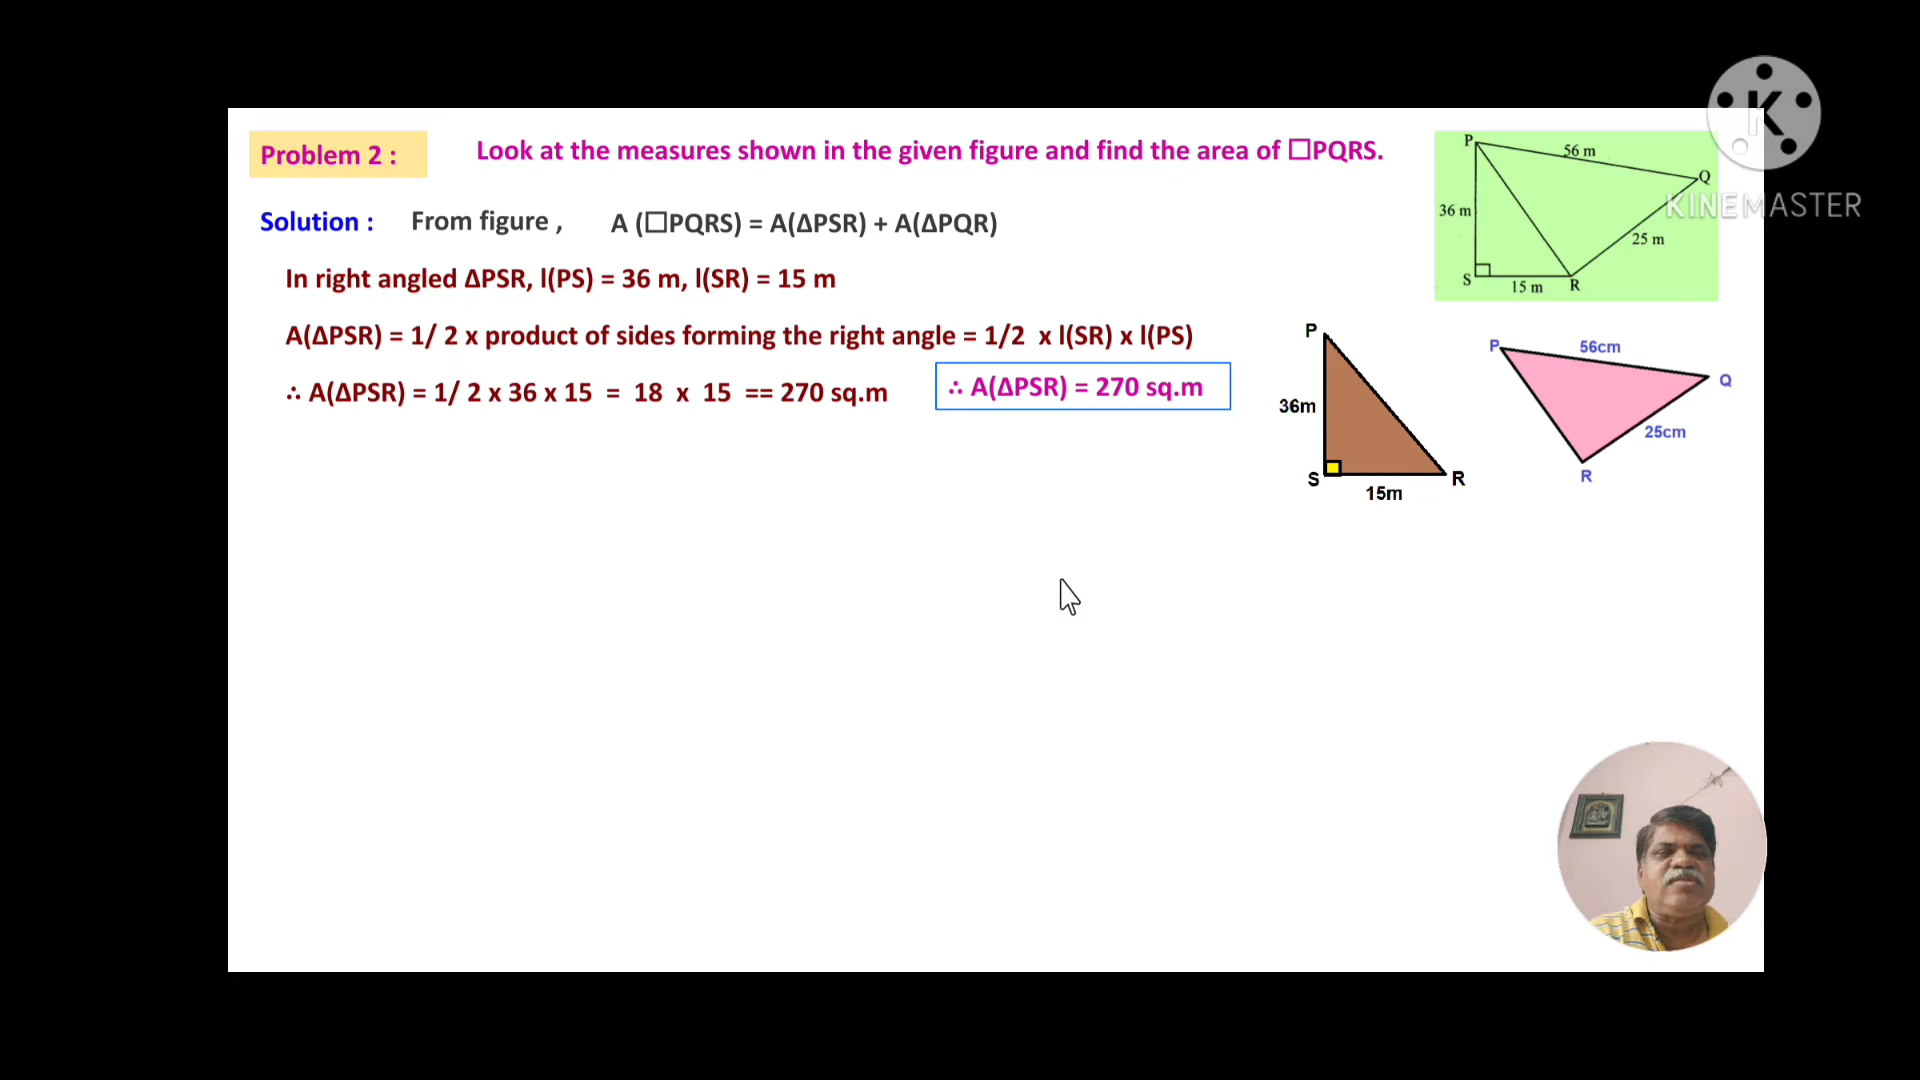 Problem 2 :
Look at the measures shown in the given figure and find the area of □PQRS.
Solution :
From figure ,
A (□PQRS) = A(ΔPSR) + A(ΔPQR)
In right angled ΔPSR, l(PS) = 36 m, l(SR) = 15 m
A(ΔPSR) = 1/ 2 x product of sides forming the right angle = 1/2 x l(SR) x l(PS)
∴ A(ΔPSR) = 1/ 2 x 36 x 15 = 18 x 15 == 270 sq.m
∴ A(ΔPSR) = 270 sq.m
P
56 m
Q
36 m
25 m
S
15 m
R
K
KINEMASTER
P
36m
S
15m
R
P
56cm
Q
25cm
R